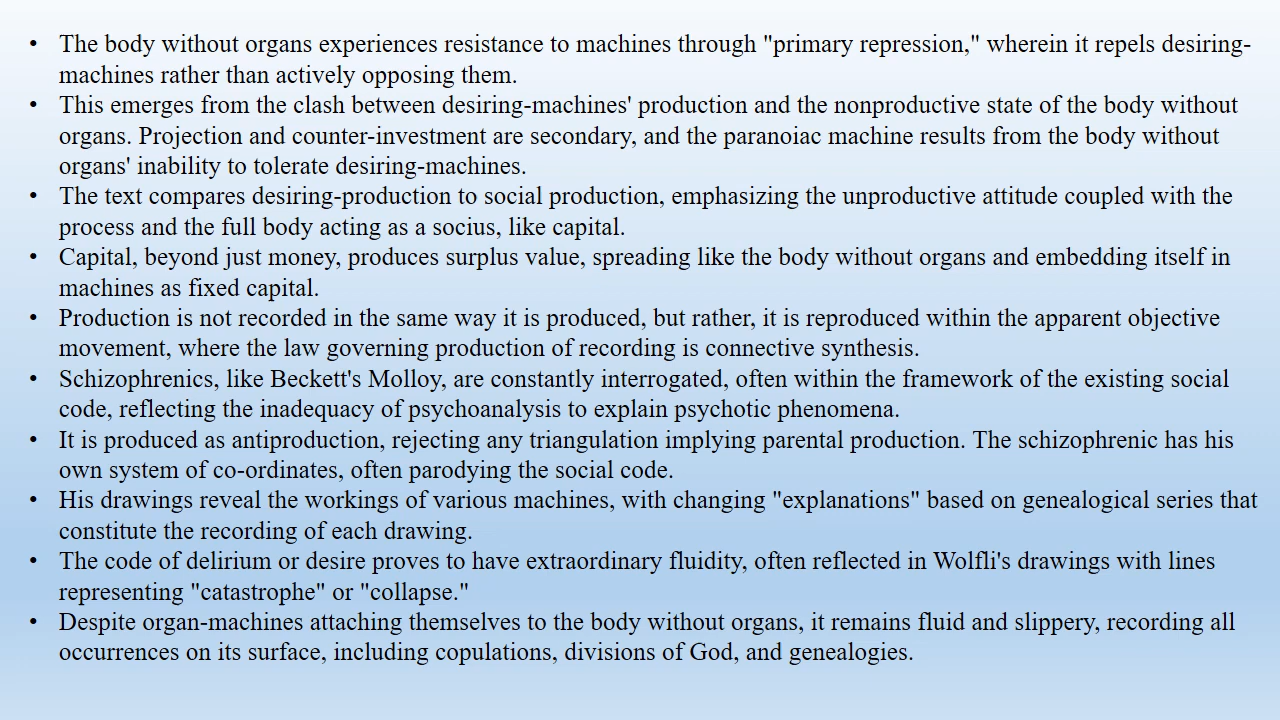 • The body without organs experiences resistance to machines through "primary repression," wherein it repels desiring-
machines rather than actively opposing them.
• This emerges from the clash between desiring-machines' production and the nonproductive state of the body without
organs. Projection and counter-investment are secondary, and the paranoiac machine results from the body without
organs' inability to tolerate desiring-machines.
• The text compares desiring-production to social production, emphasizing the unproductive attitude coupled with the
process and the full body acting as a socius, like capital.
• Capital, beyond just money, produces surplus value, spreading like the body without organs and embedding itself in
machines as fixed capital.
• Production is not recorded in the same way it is produced, but rather, it is reproduced within the apparent objective
movement, where the law governing production of recording is connective synthesis.
• Schizophrenics, like Beckett's Molloy, are constantly interrogated, often within the framework of the existing social
code, reflecting the inadequacy of psychoanalysis to explain psychotic phenomena.
• It is produced as antiproduction, rejecting any triangulation implying parental production. The schizophrenic has his
own system of co-ordinates, often parodying the social code.
• His drawings reveal the workings of various machines, with changing "explanations" based on genealogical series that
constitute the recording of each drawing.
• The code of delirium or desire proves to have extraordinary fluidity, often reflected in Wolfli's drawings with lines
representing "catastrophe" or "collapse."
• Despite organ-machines attaching themselves to the body without organs, it remains fluid and slippery, recording all
occurrences on its surface, including copulations, divisions of God, and genealogies.